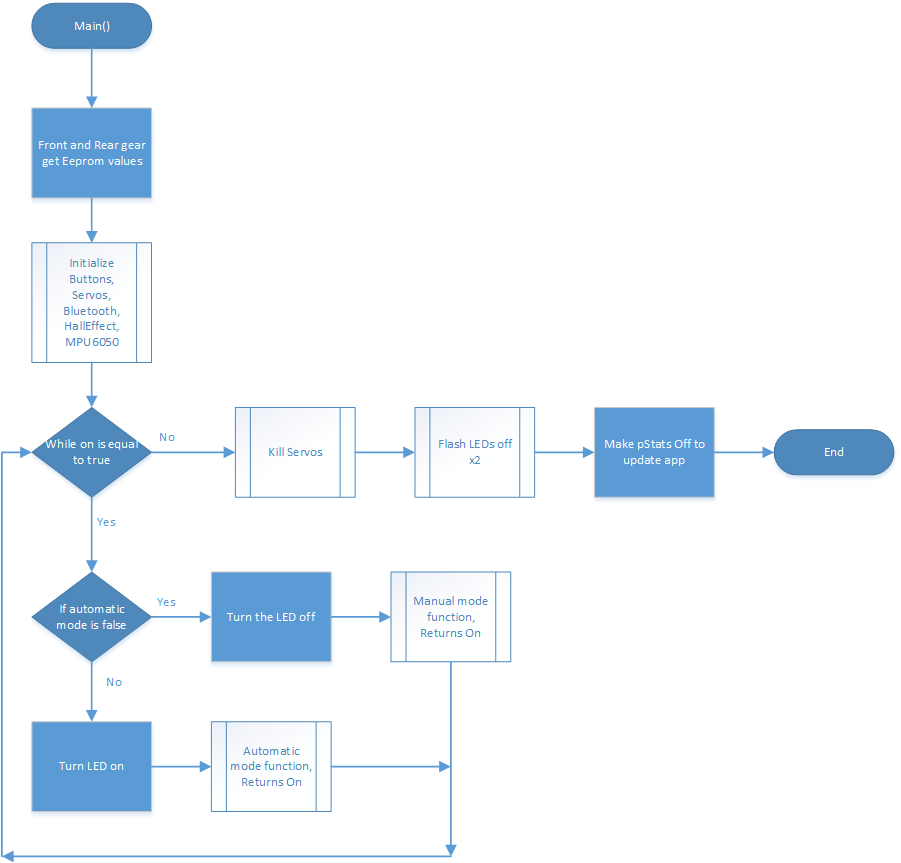 Main()
Front and Rear gear
get Eeprom values
Initialize
Buttons,
Servos,
Bluetooth,
HallEffect,
MPU6050
While on is equal
to true
No
Kill Servos
Flash LEDs off
x2
Make pStats Off to
update app
End
Yes
If automatic
mode is false
Yes
Turn the LED off
Manual mode
function,
Returns On
No
Turn LED on
Automatic
mode function,
Returns On